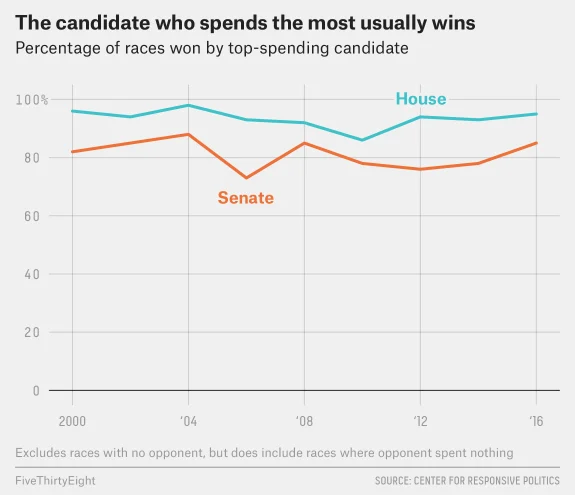 The candidate who spends the most usually wins
Percentage of races won by top-spending candidate
100%
House
80
Senate
60
40
20
0
2000 ‘04 ‘08 ‘12 ‘16
Excludes races with no opponent, but does include races where opponent spent nothing
FiveThirtyEight SOURCE: CENTER FOR RESPONSIVE POLITICS